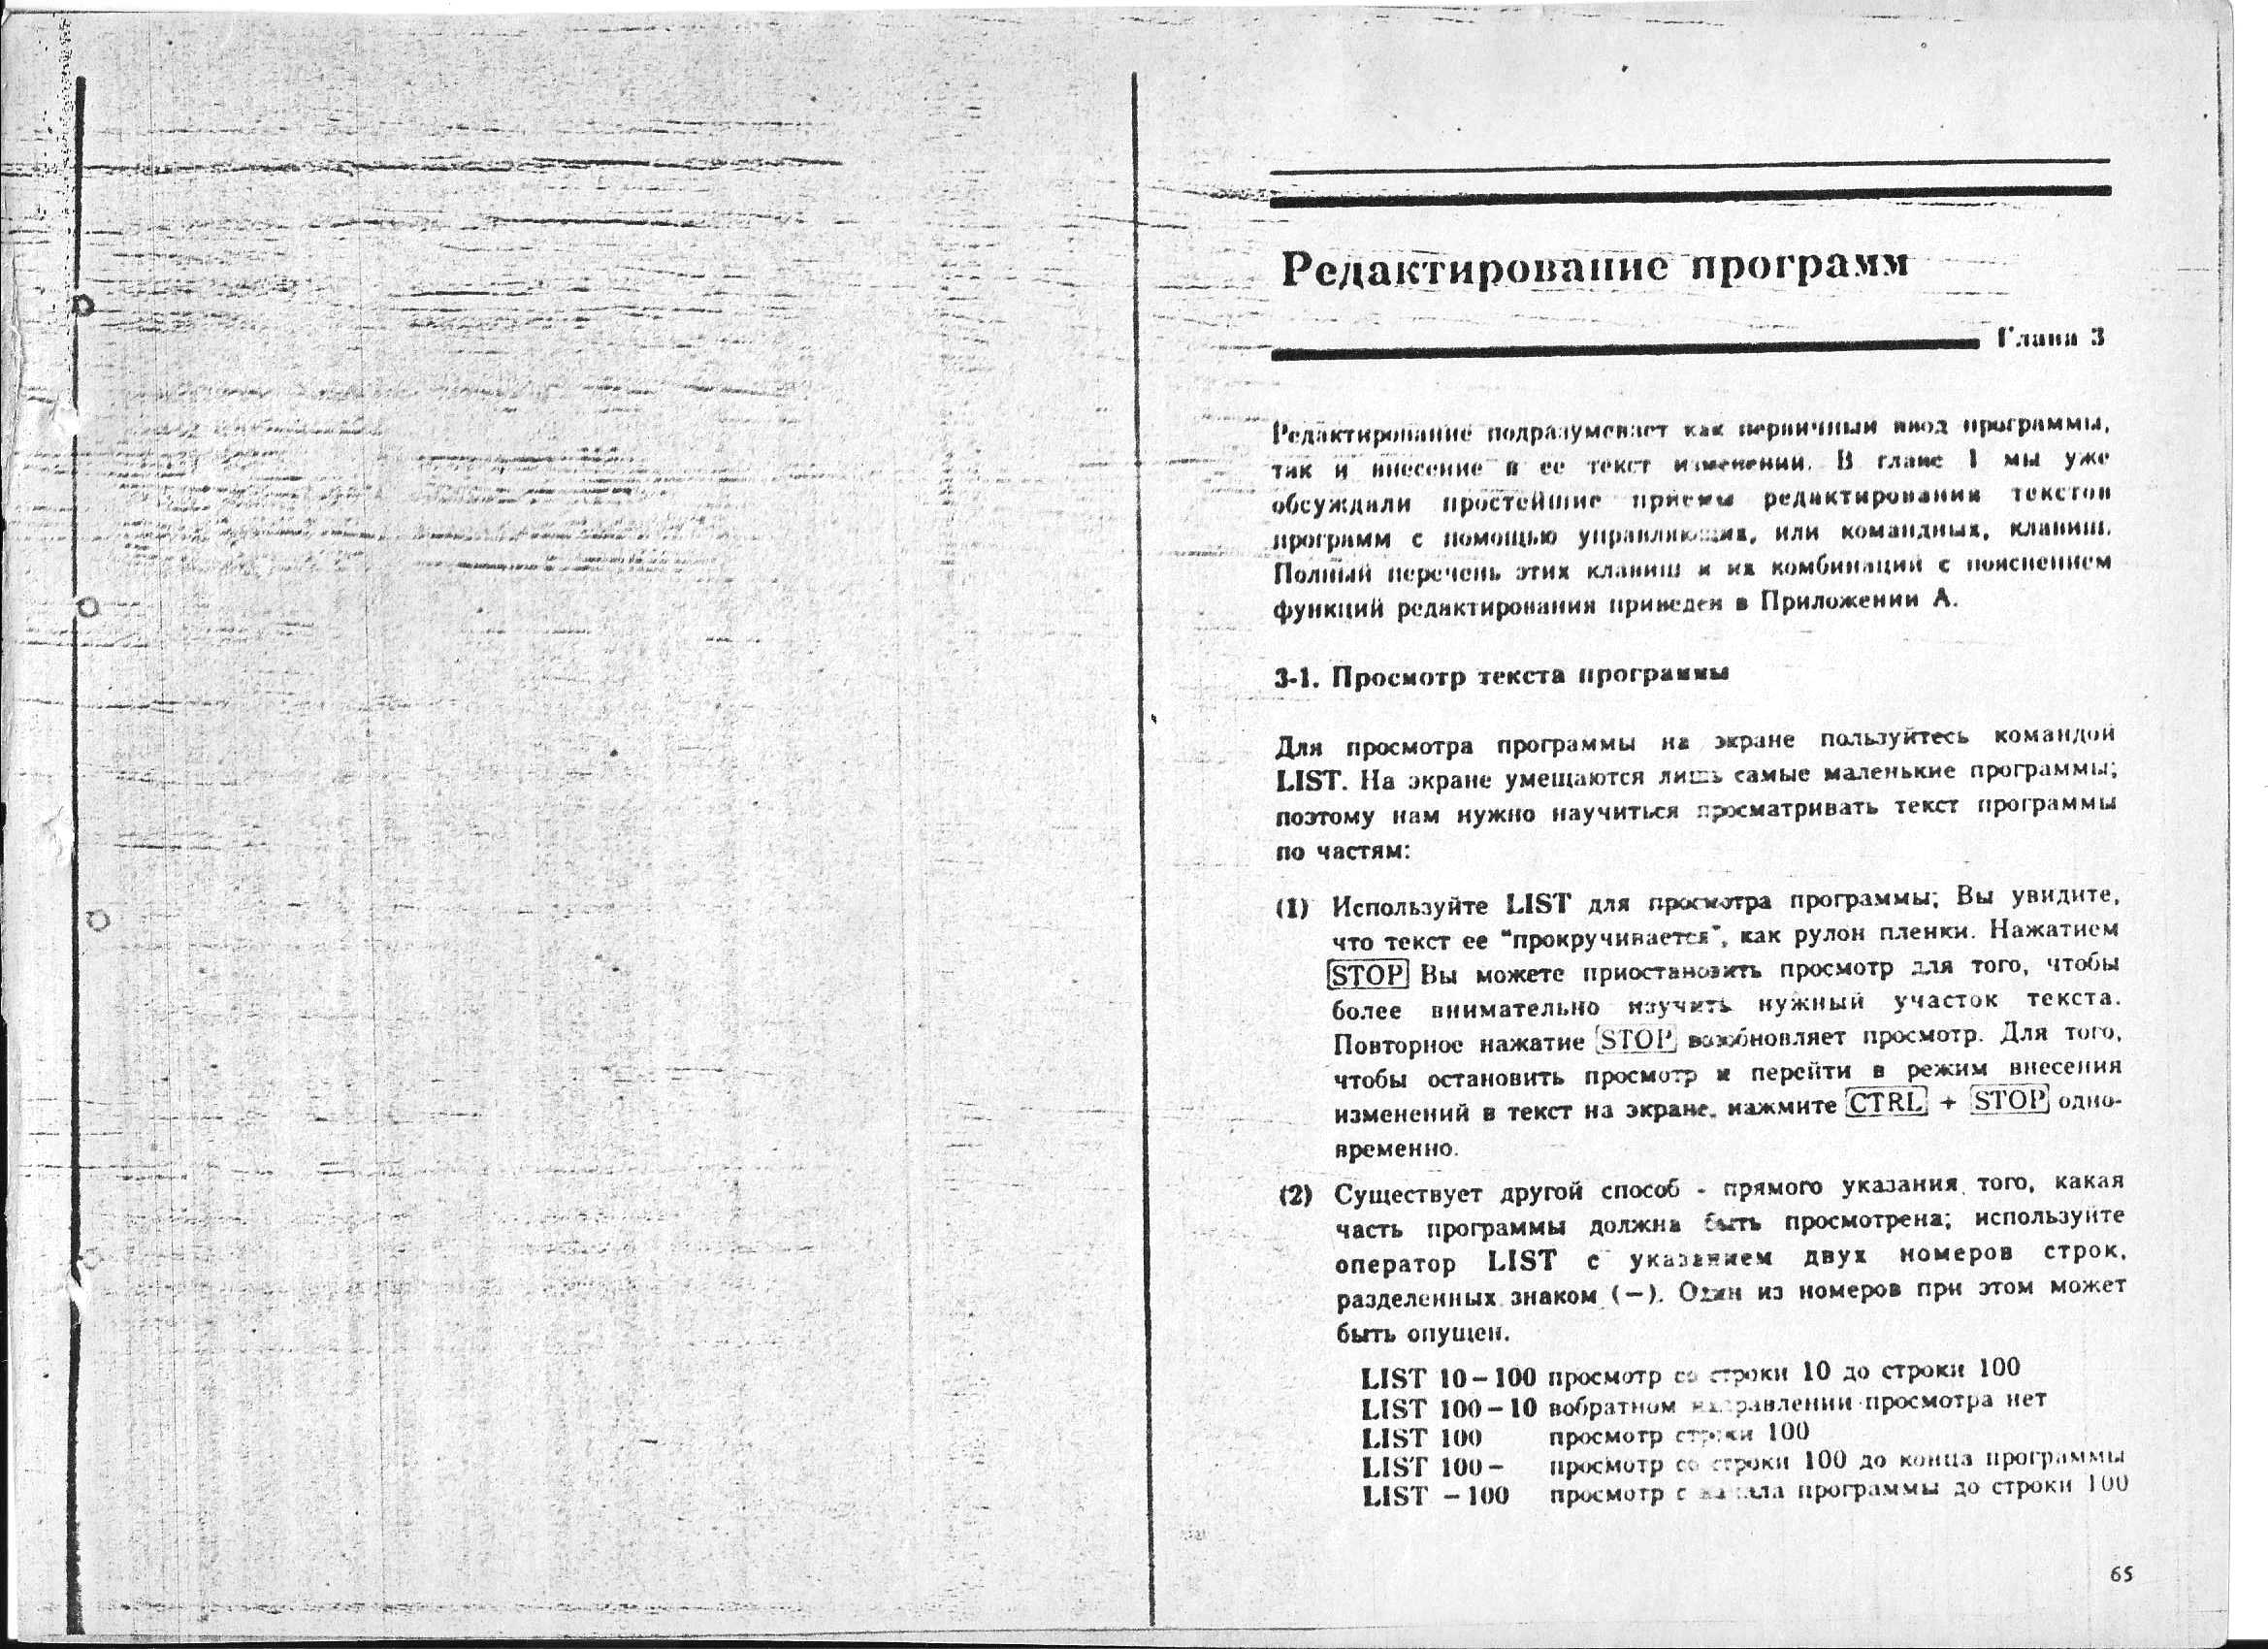 Редактирование программ
Глава 3
Редактирование подразумевает как первичный ввод программы,
так и внесение в ее текст изменений. В главе 1 мы уже
обсуждали простейшие приемы редактирования текстов
программ с помощью управляющих, или командных, клавиш.
Полный перечень этих клавиш и их комбинаций с пояснением
функций редактирования приведен в Приложении А.
3-1. Просмотр текста программы
Для просмотра программы на экране пользуйтесь командой
LIST. На экране умещаются лишь самые маленькие программы;
поэтому нам нужно научиться просматривать текст программы
по частям:
(1) Используйте LIST для просмотра программы; Вы увидите,
что текст ее "прокручивается", как рулон пленки. Нажатием
STOP Вы можете приостановить просмотр для того, чтобы
более внимательно изучить нужный участок текста.
Повторное нажатие STOP возобновляет просмотр. Для того,
чтобы остановить просмотр и перейти в режим внесения
изменений в текст на экране, нажмите CTRL + STOP одно-
временно.
(2) Существует другой способ - прямого указания того, какая
часть программы должна быть просмотрена; используйте
оператор LIST с указанием двух номеров строк,
разделенных знаком (−). Один из номеров при этом может
быть опущен.
LIST 10−100 просмотр со строки 10 до строки 100
LIST 100−10 вобратном направлении просмотра нет
LIST 100 просмотр строки 100
LIST 100− просмотр со строки 100 до конца программы
LIST −100 просмотр с начала программы до строки 100
65